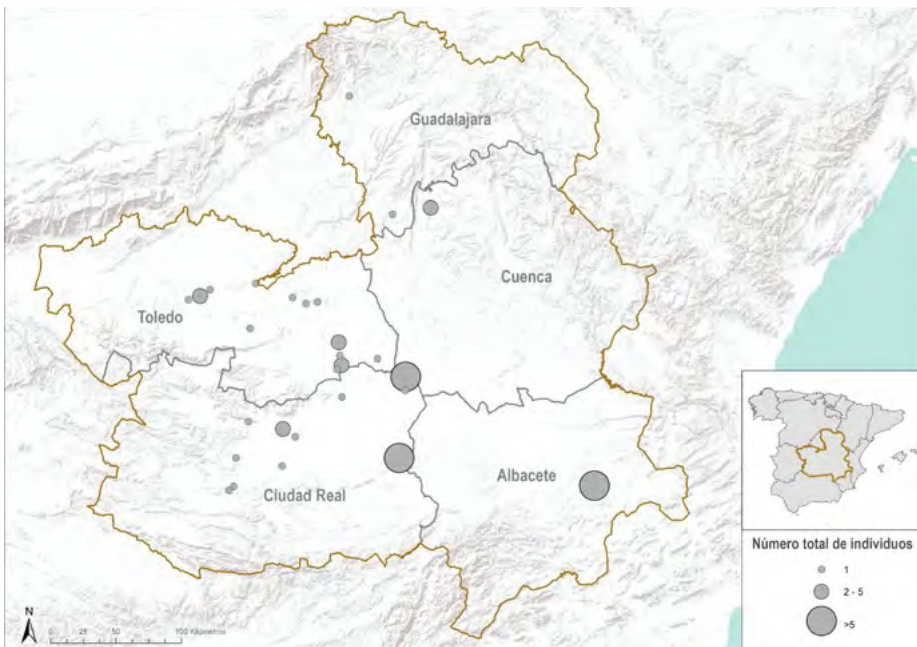 Guadalajara
Cuenca
Toledo
Ciudad Real
Albacete
N
0 25 50 100 Kilómetros
Número total de individuos
1
2 - 5
>5